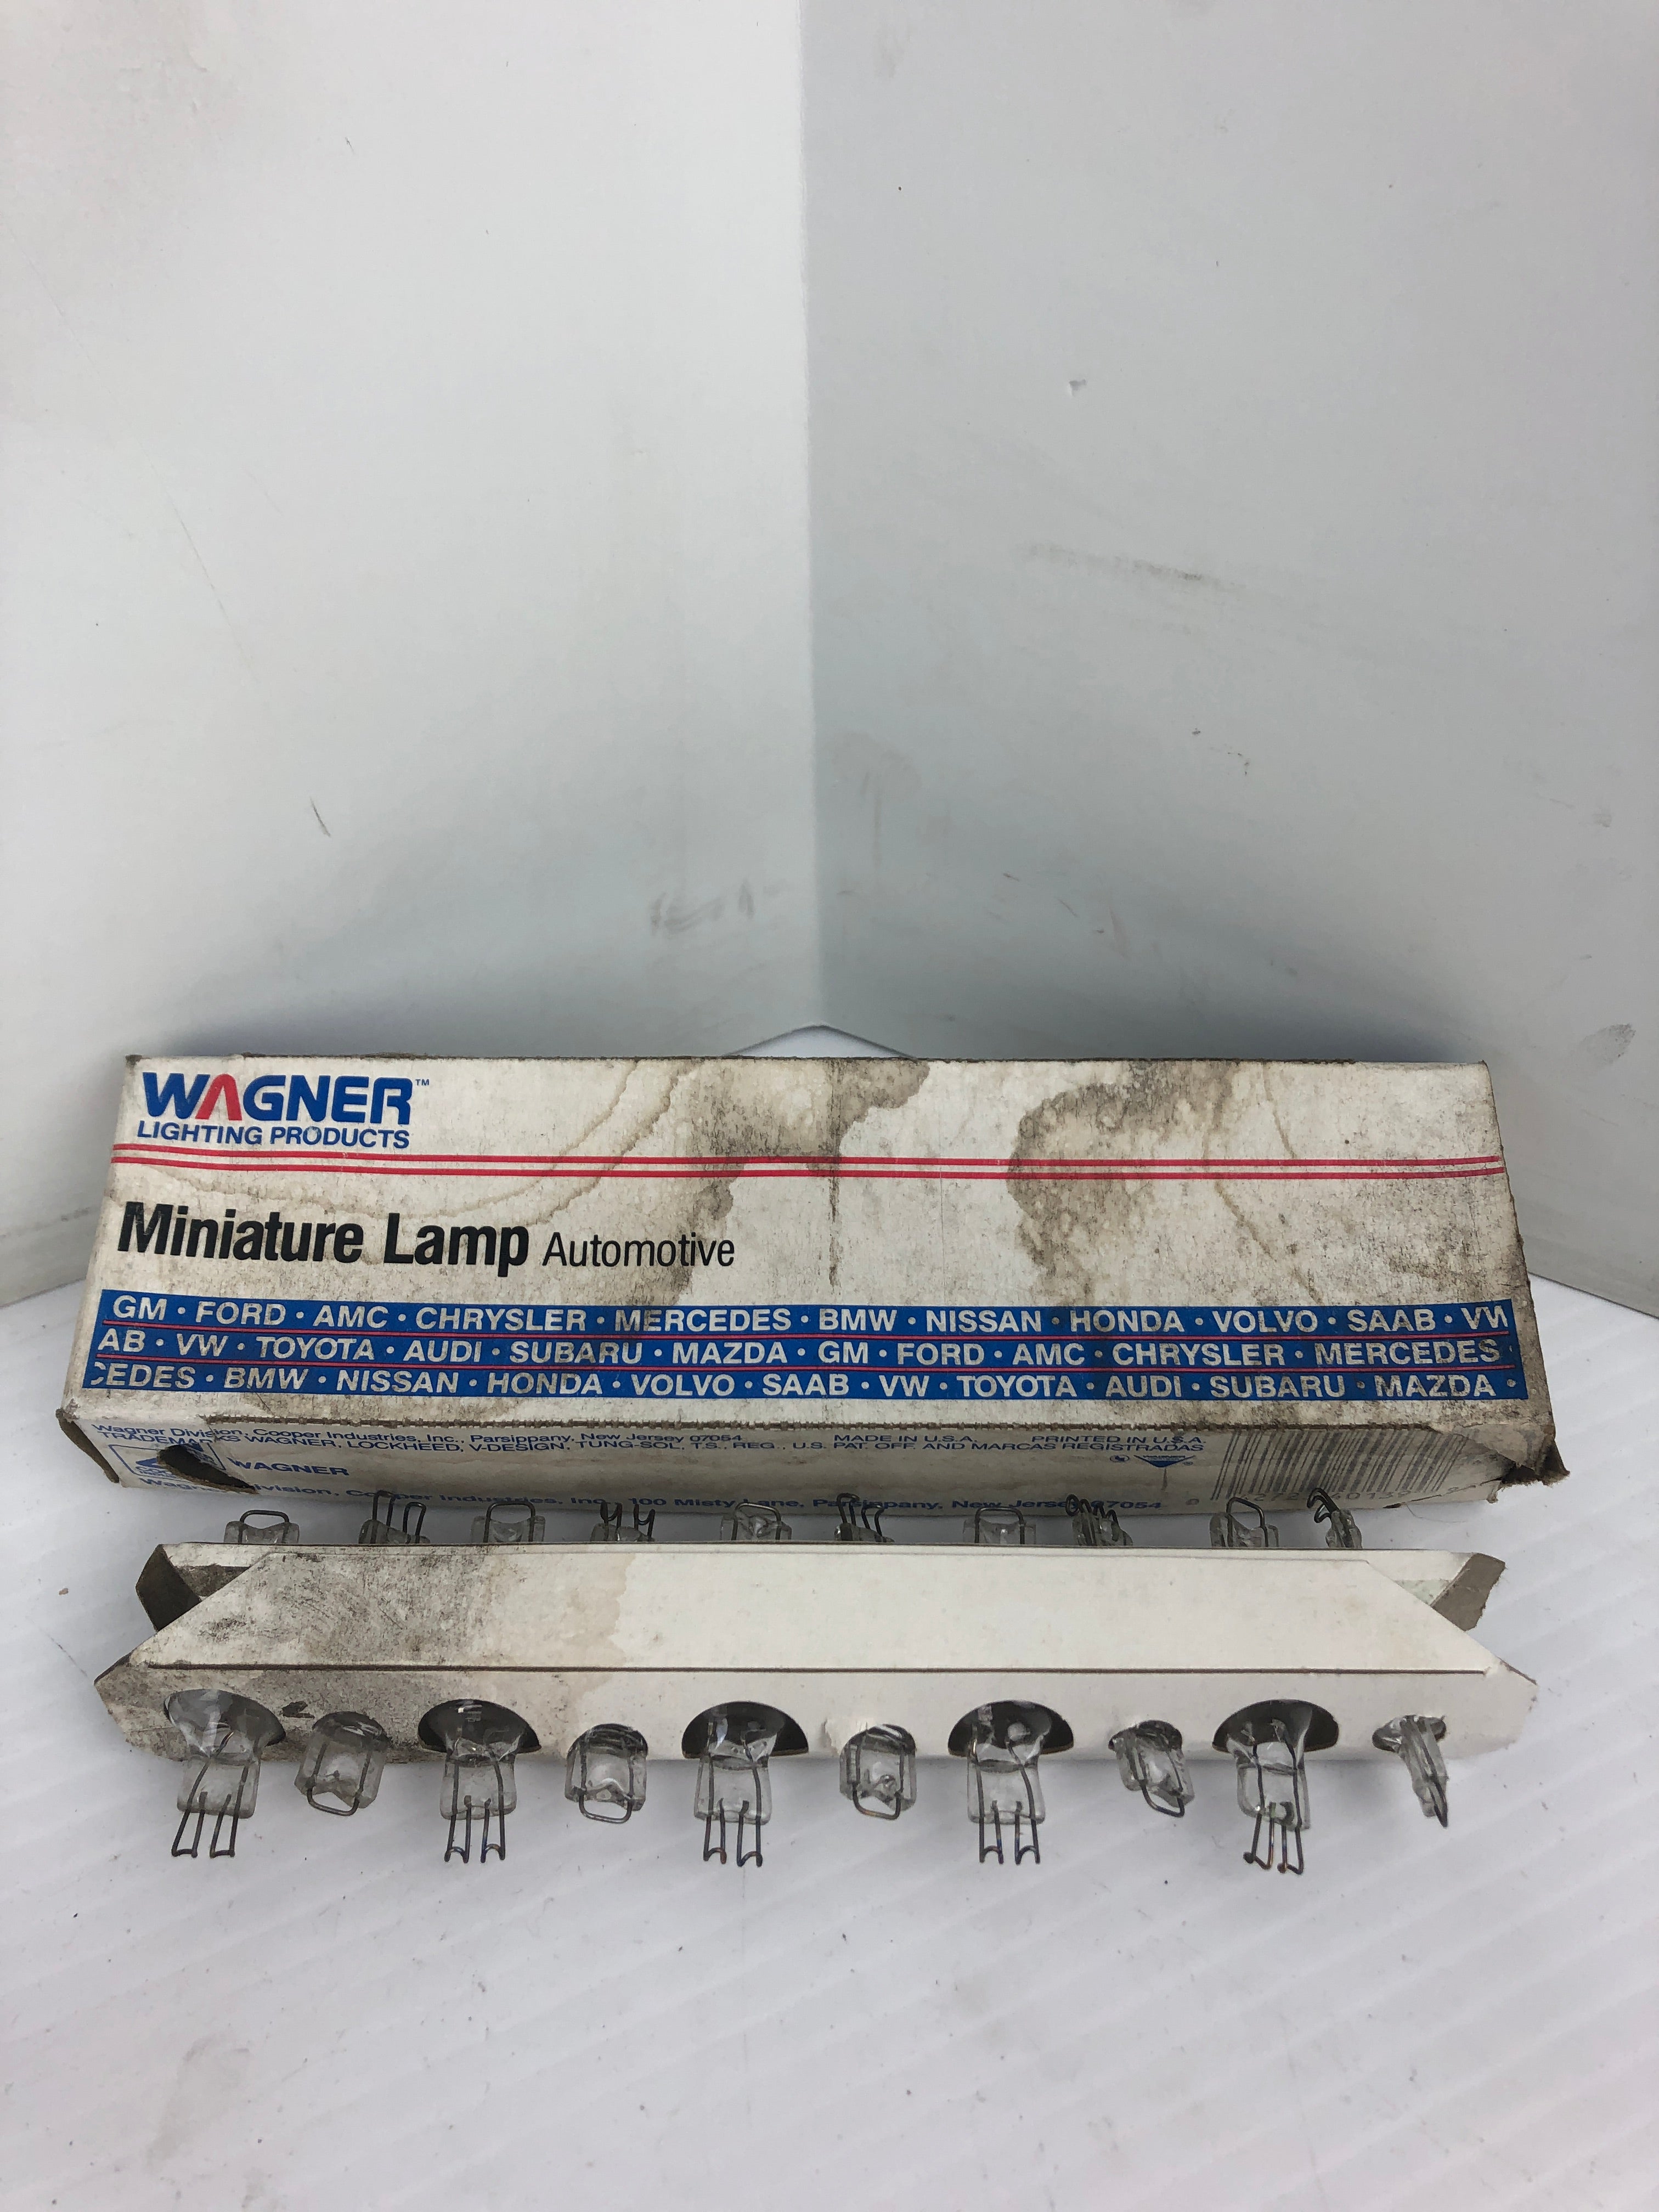 WAGNER™
LIGHTING PRODUCTS
Miniature Lamp Automotive
GM • FORD • AMC • CHRYSLER • MERCEDES • BMW • NISSAN • HONDA • VOLVO • SAAB • VW
AB • VW • TOYOTA • AUDI • SUBARU • MAZDA • GM • FORD • AMC • CHRYSLER • MERCEDES •
CEDES • BMW • NISSAN • HONDA • VOLVO • SAAB • VW • TOYOTA • AUDI • SUBARU • MAZDA •
Wagner Division, Cooper Industries, Inc., Parsippany, New Jersey 07054 MADE IN U.S.A. PRINTED IN U.S.A.
TRADEMARKS WAGNER, LOCKHEED, V-DESIGN, TUNG-SOL, T.S., REG., U.S. PAT. OFF. AND MARCAS REGISTRADAS
WAGNER
Wagner Division, Cooper Industries, Inc., 100 Misty Lane, Parsippany, New Jersey 07054